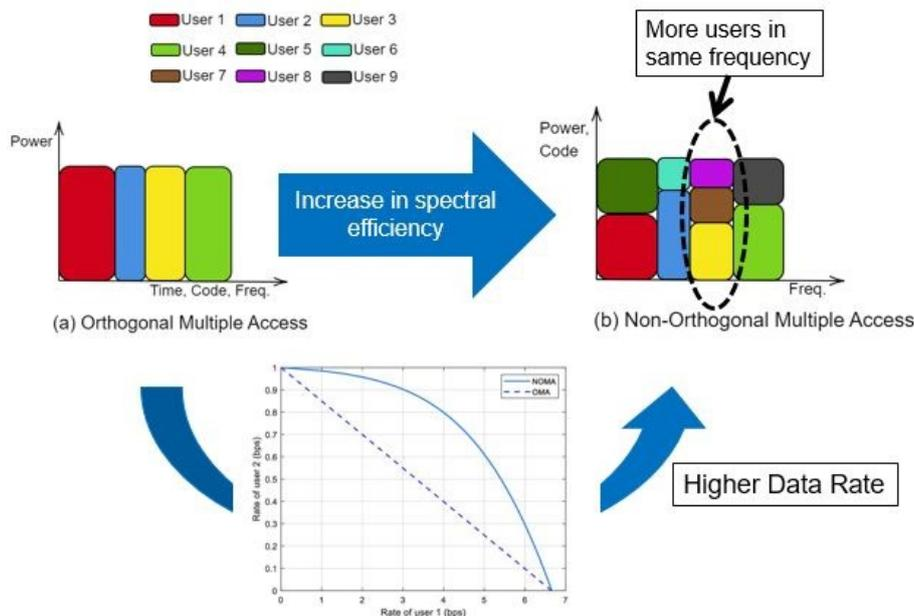 User 1 User 2 User 3
User 4 User 5 User 6
User 7 User 8 User 9
More users in
same frequency
Power
Time, Code, Freq.
(a) Orthogonal Multiple Access
Increase in spectral
efficiency
Power,
Code
Freq.
(b) Non-Orthogonal Multiple Access
NOMA
OMA
Rate of user 2 (bps)
1
0.9
0.8
0.7
0.6
0.5
0.4
0.3
0.2
0.1
0
0 1 2 3 4 5 6 7
Rate of user 1 (bps)
Higher Data Rate